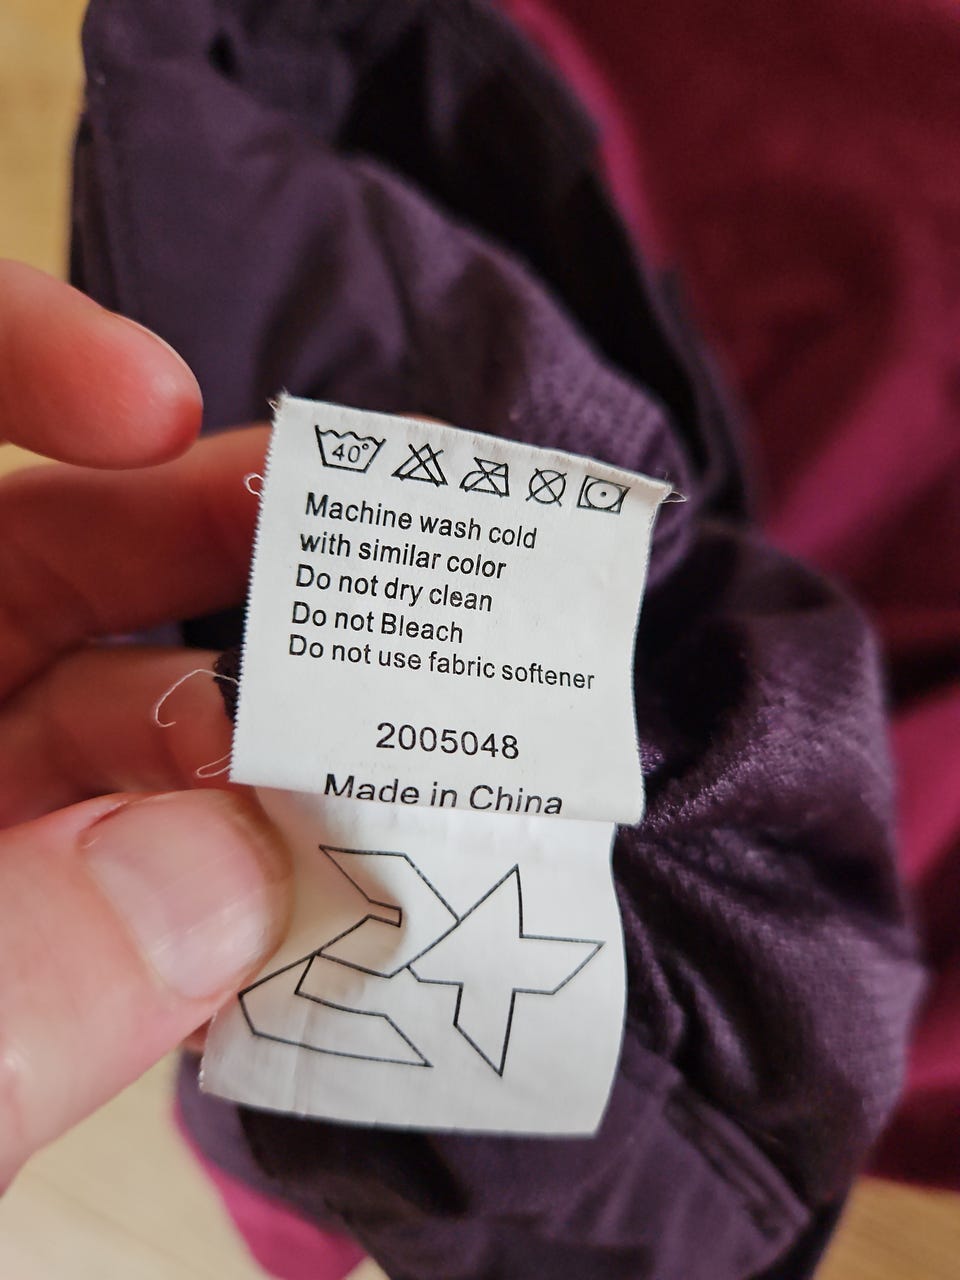 40°
Machine wash cold
with similar color
Do not dry clean
Do not Bleach
Do not use fabric softener
2005048
Made in China